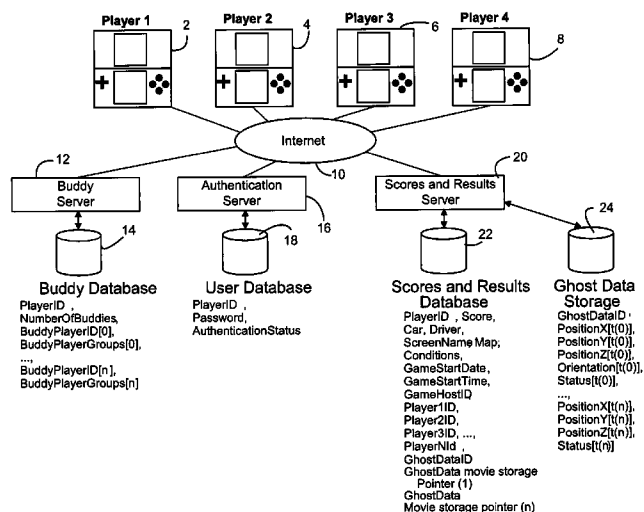 Player 1
Player 2
Player 3
Player 4
2
4
6
8
Internet
10
12
Buddy
Server
14
Authentication
Server
16
18
Scores and Results
Server
20
22
24
Buddy Database
PlayerID ,
NumberOfBuddies,
BuddyPlayerID[0],
BuddyPlayerGroups[0],
...,
BuddyPlayerID[n],
BuddyPlayerGroups[n]
User Database
PlayerID ,
Password,
AuthenticationStatus
Scores and Results
Database
PlayerID , Score,
Car, Driver,
ScreenName Map;
Conditions,
GameStartDate,
GameStartTime,
GameHostID
Player1ID,
Player2ID,
Player3ID, ...,
PlayerNId ,
GhostDataID
GhostData movie storage
Pointer (1)
GhostData
Movie storage pointer (n)
Ghost Data
Storage
GhostDataID ,
PositionX[t(0)],
PositionY[t(0)],
PositionZ[t(0)],
Orientation[t(0)],
Status[t(0)],
...,
PositionX[t(n)],
PositionY[t(n)],
PositionZ[t(n)],
Status[t(n)]